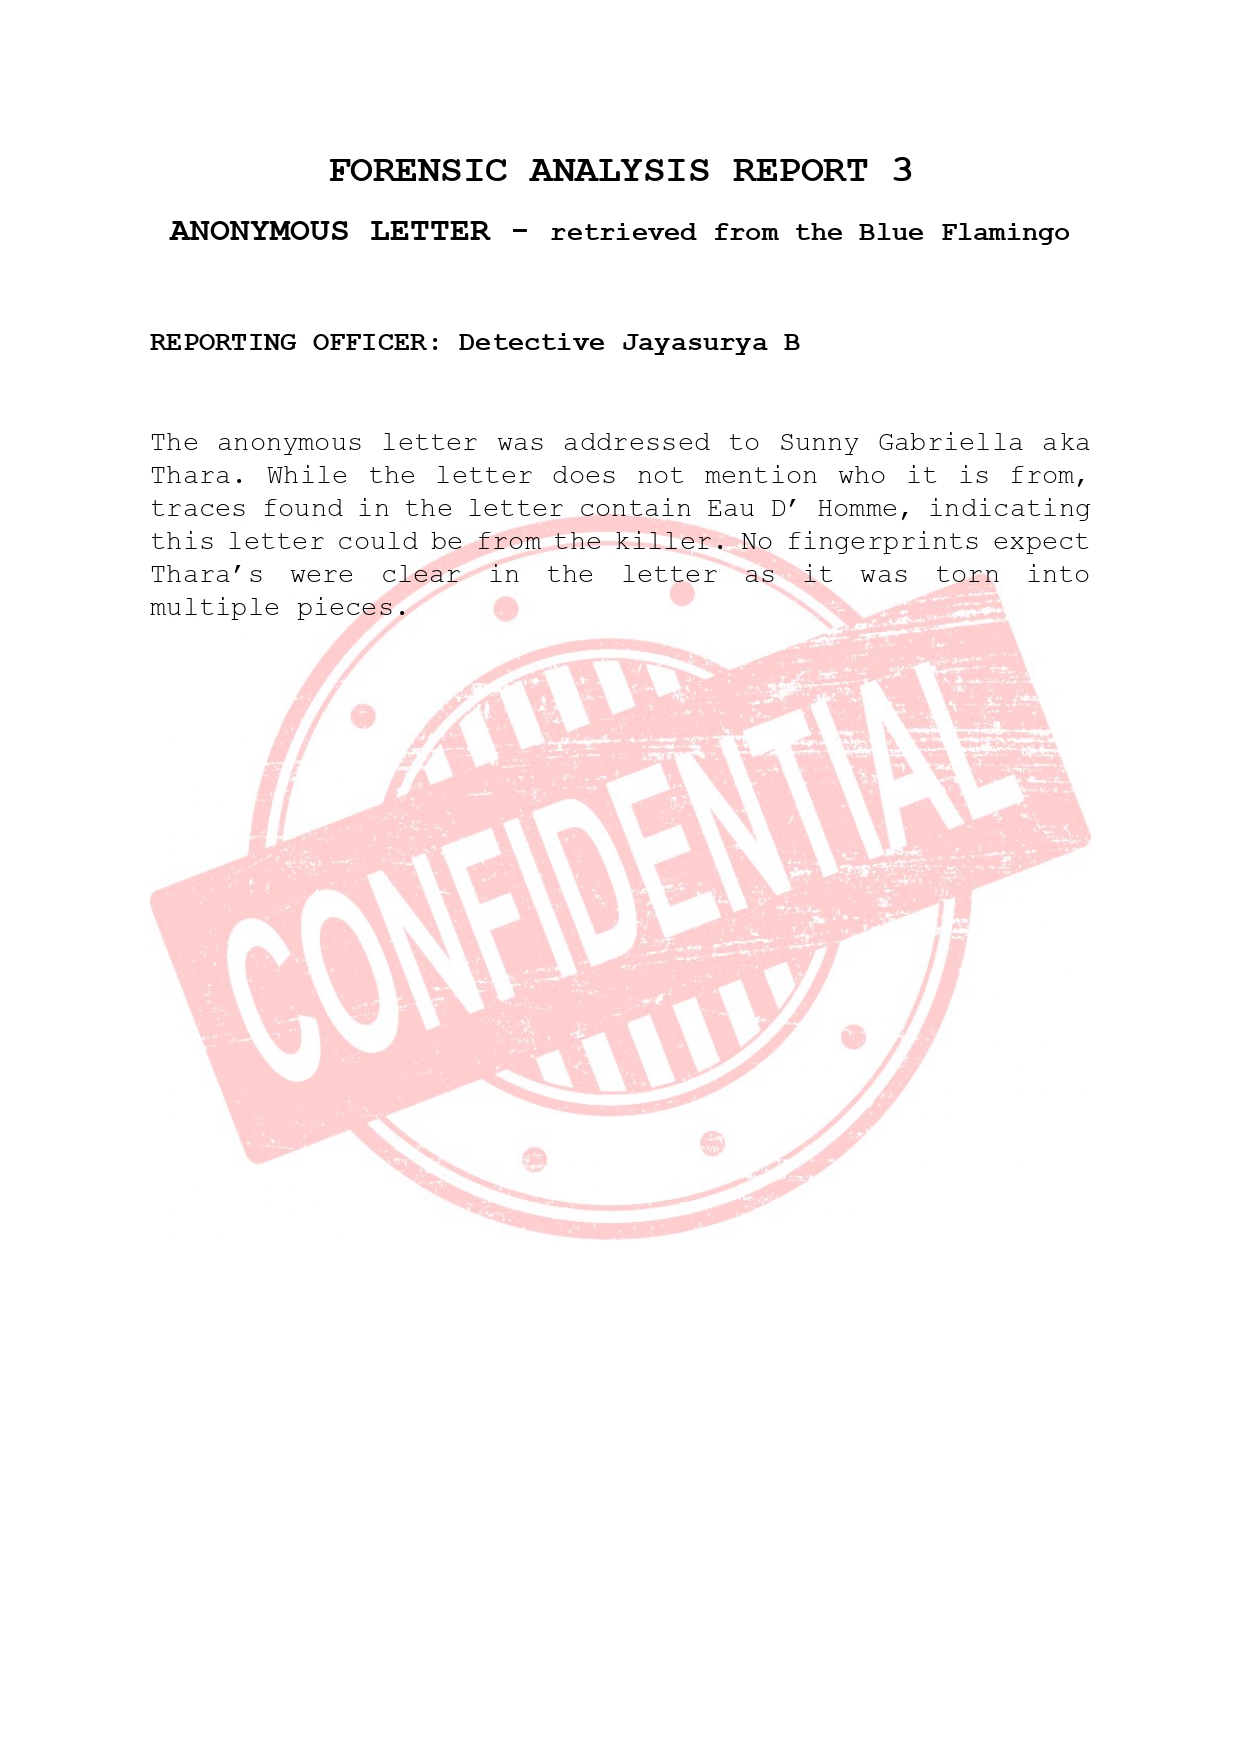 FORENSIC ANALYSIS REPORT 3
ANONYMOUS LETTER - retrieved from the Blue Flamingo
REPORTING OFFICER: Detective Jayasurya B
The anonymous letter was addressed to Sunny Gabriella aka
Thara. While the letter does not mention who it is from,
traces found in the letter contain Eau D’ Homme, indicating
this letter could be from the killer. No fingerprints expect
Thara’s were clear in the letter as it was torn into
multiple pieces.
CONFIDENTIAL